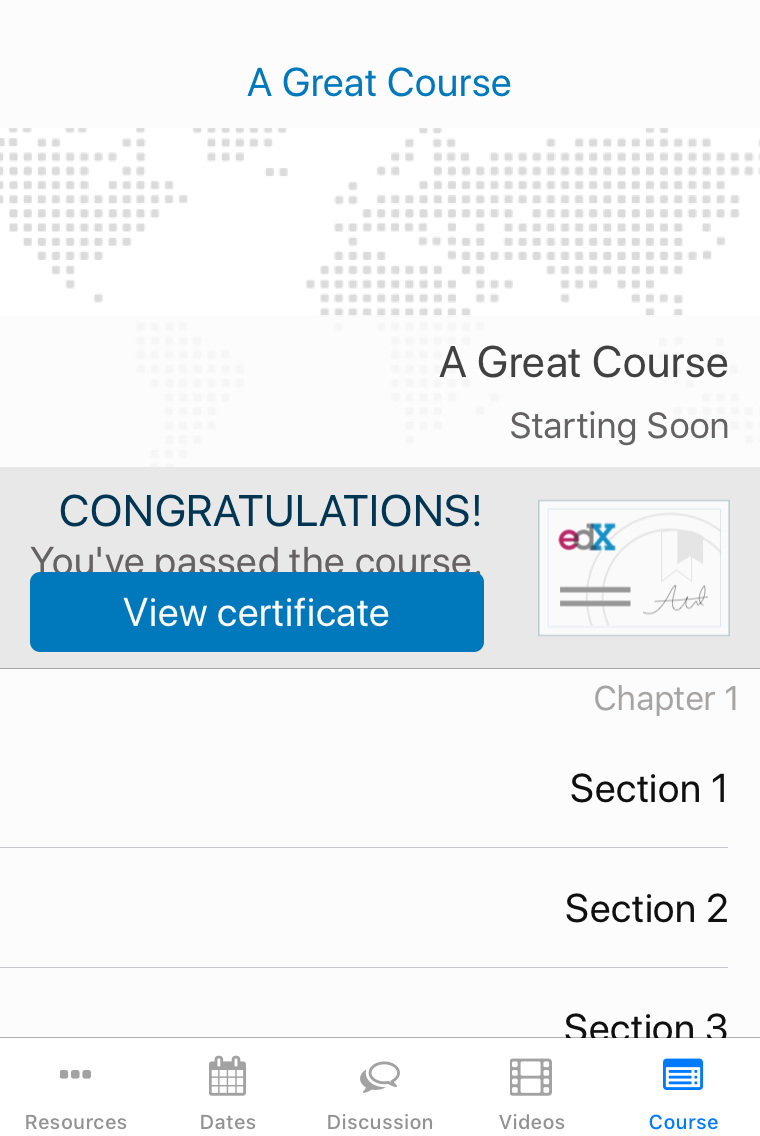 A Great Course
A Great Course
Starting Soon
CONGRATULATIONS!
You've passed the course.
View certificate
edX
Chapter 1
Section 1
Section 2
Section 3
Resources
Dates
Discussion
Videos
Course